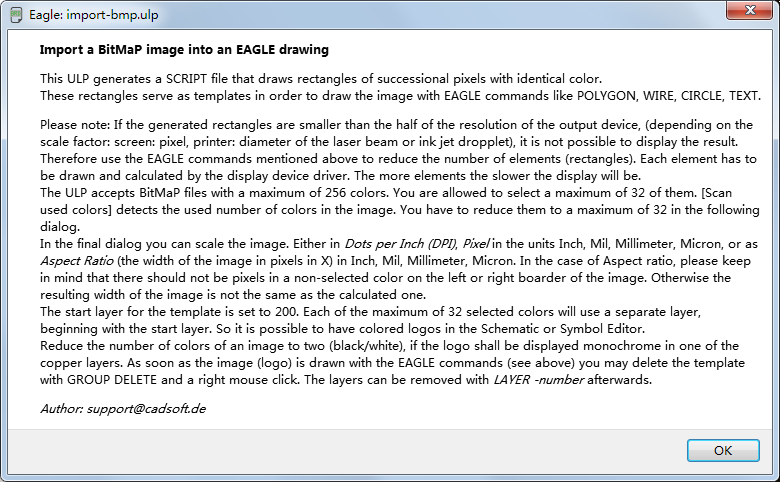 Eagle: import-bmp.ulp
Import a BitMaP image into an EAGLE drawing
This ULP generates a SCRIPT file that draws rectangles of successional pixels with identical color.
These rectangles serve as templates in order to draw the image with EAGLE commands like POLYGON, WIRE, CIRCLE, TEXT.
Please note: If the generated rectangles are smaller than the half of the resolution of the output device, (depending on the
scale factor: screen: pixel, printer: diameter of the laser beam or ink jet dropplet), it is not possible to display the result.
Therefore use the EAGLE commands mentioned above to reduce the number of elements (rectangles). Each element has to
be drawn and calculated by the display device driver. The more elements the slower the display will be.
The ULP accepts BitMaP files with a maximum of 256 colors. You are allowed to select a maximum of 32 of them. [Scan
used colors] detects the used number of colors in the image. You have to reduce them to a maximum of 32 in the following
dialog.
In the final dialog you can scale the image. Either in Dots per Inch (DPI), Pixel in the units Inch, Mil, Millimeter, Micron, or as
Aspect Ratio (the width of the image in pixels in X) in Inch, Mil, Millimeter, Micron. In the case of Aspect ratio, please keep
in mind that there should not be pixels in a non-selected color on the left or right boarder of the image. Otherwise the
resulting width of the image is not the same as the calculated one.
The start layer for the template is set to 200. Each of the maximum of 32 selected colors will use a separate layer,
beginning with the start layer. So it is possible to have colored logos in the Schematic or Symbol Editor.
Reduce the number of colors of an image to two (black/white), if the logo shall be displayed monochrome in one of the
copper layers. As soon as the image (logo) is drawn with the EAGLE commands (see above) you may delete the template
with GROUP DELETE and a right mouse click. The layers can be removed with LAYER -number afterwards.
Author: support@cadsoft.de
OK